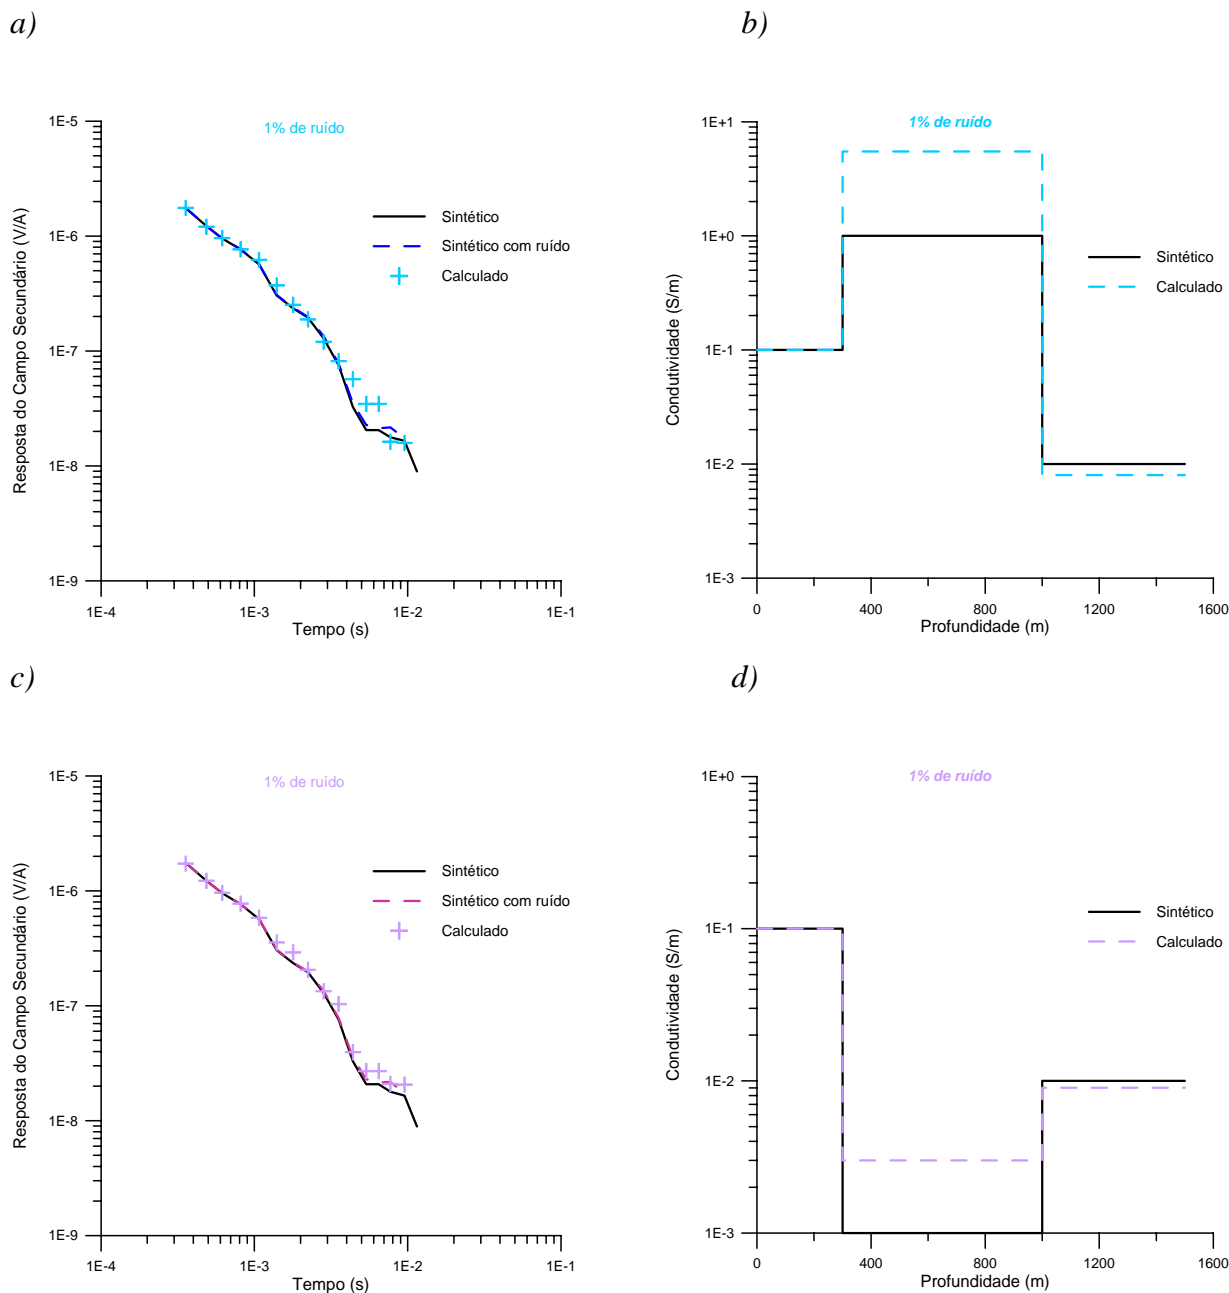 a)
1% de ruído
1E-5
1E-6
1E-7
1E-8
1E-9
Resposta do Campo Secundário (V/A)
Sintético
Sintético com ruído
Calculado
1E-4
1E-3
1E-2
1E-1
Tempo (s)
b)
1% de ruído
1E+1
1E+0
1E-1
1E-2
1E-3
Condutividade (S/m)
Sintético
Calculado
0
400
800
1200
1600
Profundidade (m)
c)
1% de ruído
1E-5
1E-6
1E-7
1E-8
1E-9
Resposta do Campo Secundário (V/A)
Sintético
Sintético com ruído
Calculado
1E-4
1E-3
1E-2
1E-1
Tempo (s)
d)
1% de ruído
1E+0
1E-1
1E-2
1E-3
Condutividade (S/m)
Sintético
Calculado
0
400
800
1200
1600
Profundidade (m)